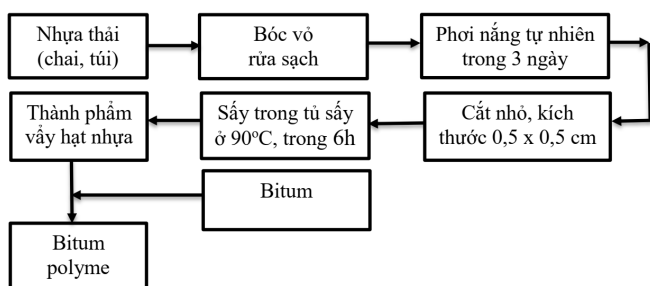 Nhựa thải
(chai, túi)
Bóc vỏ
rửa sạch
Phơi nắng tự nhiên
trong 3 ngày
Cắt nhỏ, kích
thước 0,5 x 0,5 cm
Sấy trong tủ sấy
ở 90ºC, trong 6h
Thành phẩm
vẩy hạt nhựa
Bitum
Bitum
polyme